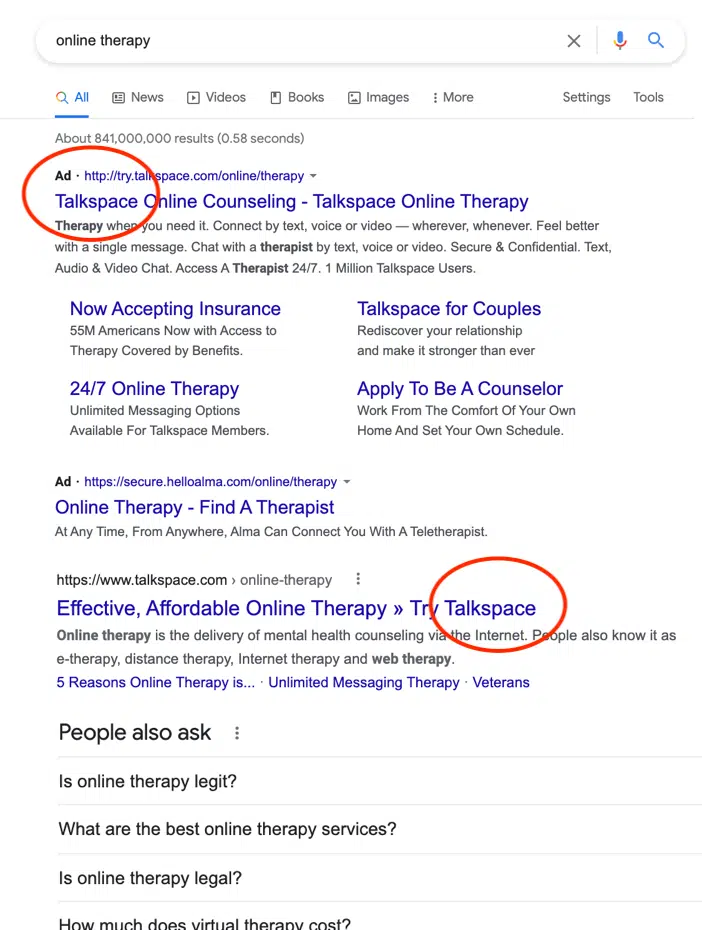 online therapy
All News Videos Books Images More Settings Tools
About 841,000,000 results (0.58 seconds)
Ad · http://try.talkspace.com/online/therapy
Talkspace Online Counseling - Talkspace Online Therapy
Therapy when you need it. Connect by text, voice or video — wherever, whenever. Feel better
with a single message. Chat with a therapist by text, voice or video. Secure & Confidential. Text,
Audio & Video Chat. Access A Therapist 24/7. 1 Million Talkspace Users.
Now Accepting Insurance
55M Americans Now with Access to
Therapy Covered by Benefits.
Talkspace for Couples
Rediscover your relationship
and make it stronger than ever
24/7 Online Therapy
Unlimited Messaging Options
Available For Talkspace Members.
Apply To Be A Counselor
Work From The Comfort Of Your Own
Home And Set Your Own Schedule.
Ad · https://secure.helloalma.com/online/therapy
Online Therapy - Find A Therapist
At Any Time, From Anywhere, Alma Can Connect You With A Teletherapist.
https://www.talkspace.com › online-therapy
Effective, Affordable Online Therapy » Try Talkspace
Online therapy is the delivery of mental health counseling via the Internet. People also know it as
e-therapy, distance therapy, Internet therapy and web therapy.
5 Reasons Online Therapy is... · Unlimited Messaging Therapy · Veterans
People also ask
Is online therapy legit?
What are the best online therapy services?
Is online therapy legal?
How much does virtual therapy cost?